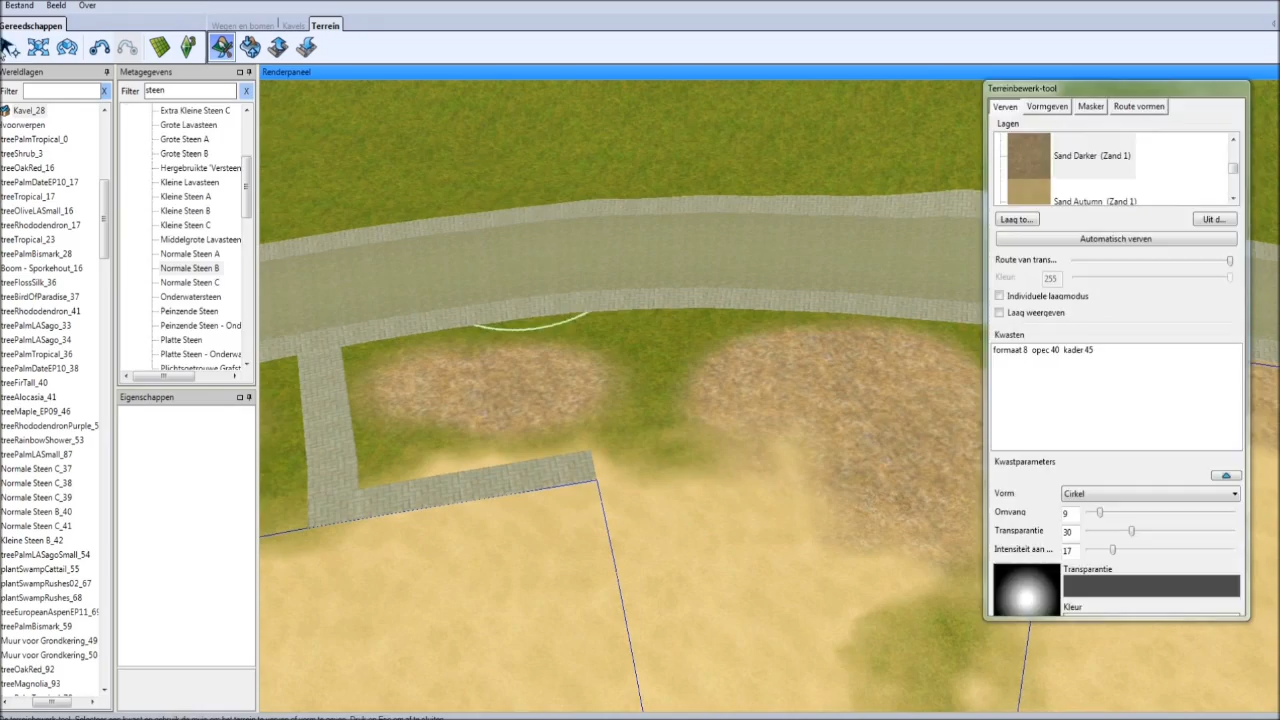 Bestand Beeld Over
Gereedschappen
Wegen en bomen Kavels Terrein
Wereldlagen
Filter X
Kavel_28
treePalmTropical_0
treeShrub_3
treeOakRed_16
treePalmDateEP10_17
treeTropical_17
treeOliveLASmall_16
treeRhododendron_17
treeTropical_23
treePalmBismark_28
Boom - Sporkehout_16
treeFlossSilk_36
treeBirdOfParadise_37
treeRhododendron_41
treePalmLASago_33
treePalmLASago_34
treePalmTropical_36
treePalmDateEP10_38
treeFirTall_40
treeAlocasia_41
treeMaple_EP09_46
treeRhododendronPurple_5
treeRainbowShower_53
treePalmLASmall_87
Normale Steen C_37
Normale Steen C_38
Normale Steen C_39
Normale Steen B_40
Normale Steen C_41
Kleine Steen B_42
treePalmLASagoSmall_54
plantSwampCattail_55
plantSwampRushes02_67
plantSwampRushes_68
treeEuropeanAspenEP11_69
treePalmBismark_59
Muur voor Grondkering_49
Muur voor Grondkering_50
treeOakRed_92
treeMagnolia_93
Metagegevens
Filter steen X
Extra Kleine Steen C
Grote Lavasteen
Grote Steen A
Grote Steen B
Hergebruikte 'Versteen
Kleine Lavasteen
Kleine Steen A
Kleine Steen B
Kleine Steen C
Middelgrote Lavasteen
Normale Steen A
Normale Steen B
Normale Steen C
Onderwatersteen
Peinzende Steen
Peinzende Steen - Ond
Platte Steen
Platte Steen - Onderwa
Plichtsgetrouwe Grafst
Eigenschappen
Renderpaneel
Terreinbewerk-tool
Verven Vormgeven Masker Route vormen
Lagen
Sand Darker (Zand 1)
Sand Autumn (Zand 1)
Laag to... Uit d...
Automatisch verven
Route van trans...
Kleur: 255
Individuele laagmodus
Laag weergeven
Kwasten
formaat 8 opec 40 kader 45
Kwastparameters
Vorm Cirkel
Omvang 9
Transparantie 30
Intensiteit aan ... 17
Transparantie
Kleur